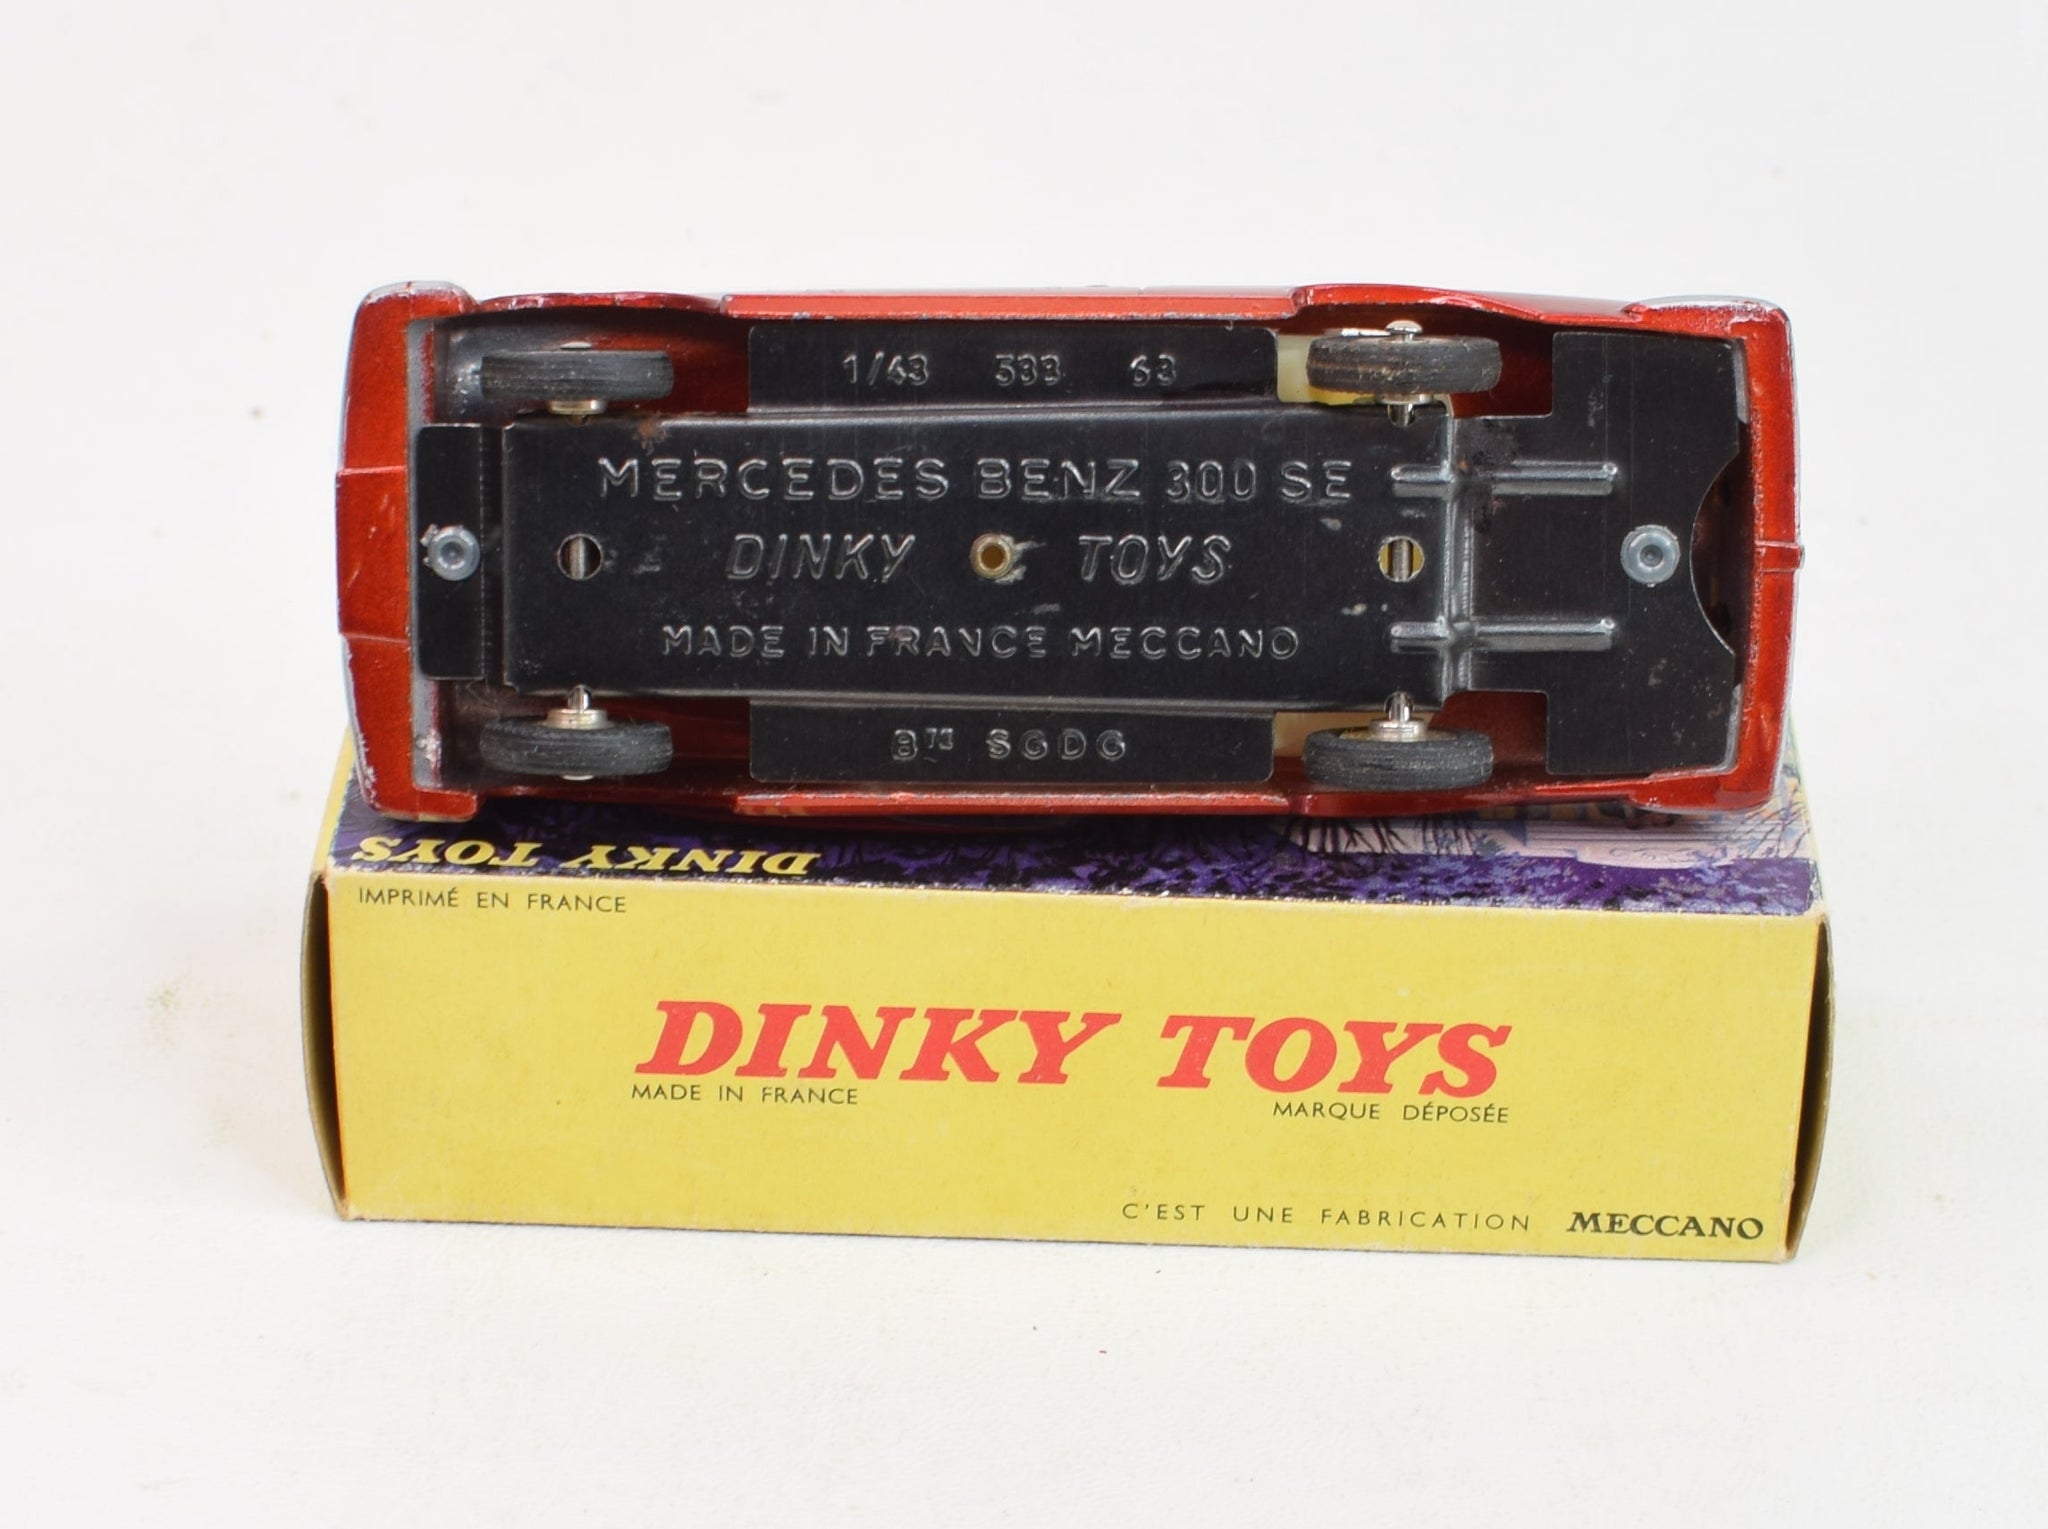 1/43 533 63
MERCEDES BENZ 300 SE
DINKY TOYS
MADE IN FRANCE MECCANO
BTE SGDG
DINKY TOYS
IMPRIMÉ EN FRANCE
DINKY TOYS
MADE IN FRANCE
MARQUE DÉPOSÉE
C'EST UNE FABRICATION MECCANO